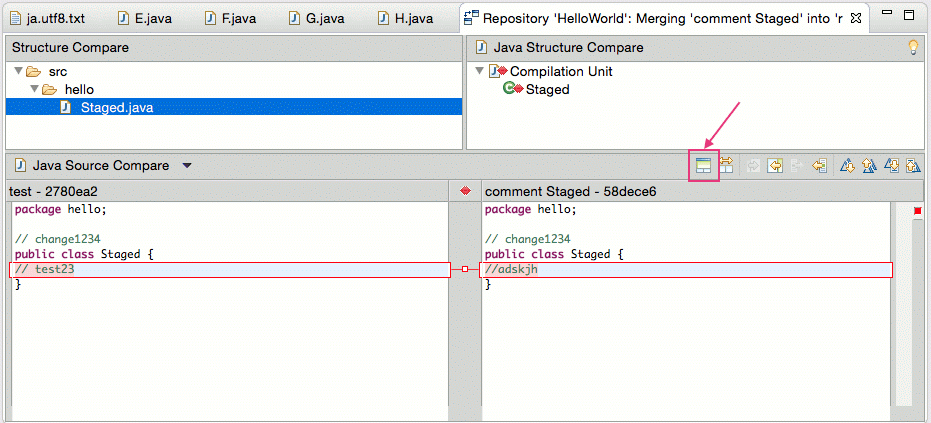 ja.utf8.txt E.java F.java G.java H.java Repository 'HelloWorld': Merging 'comment Staged' into 'r
Structure Compare
src
hello
Staged.java
Java Structure Compare
Compilation Unit
Staged
Java Source Compare
test - 2780ea2
package hello;
// change1234
public class Staged {
// test23
}
comment Staged - 58dece6
package hello;
// change1234
public class Staged {
//adskjh
}